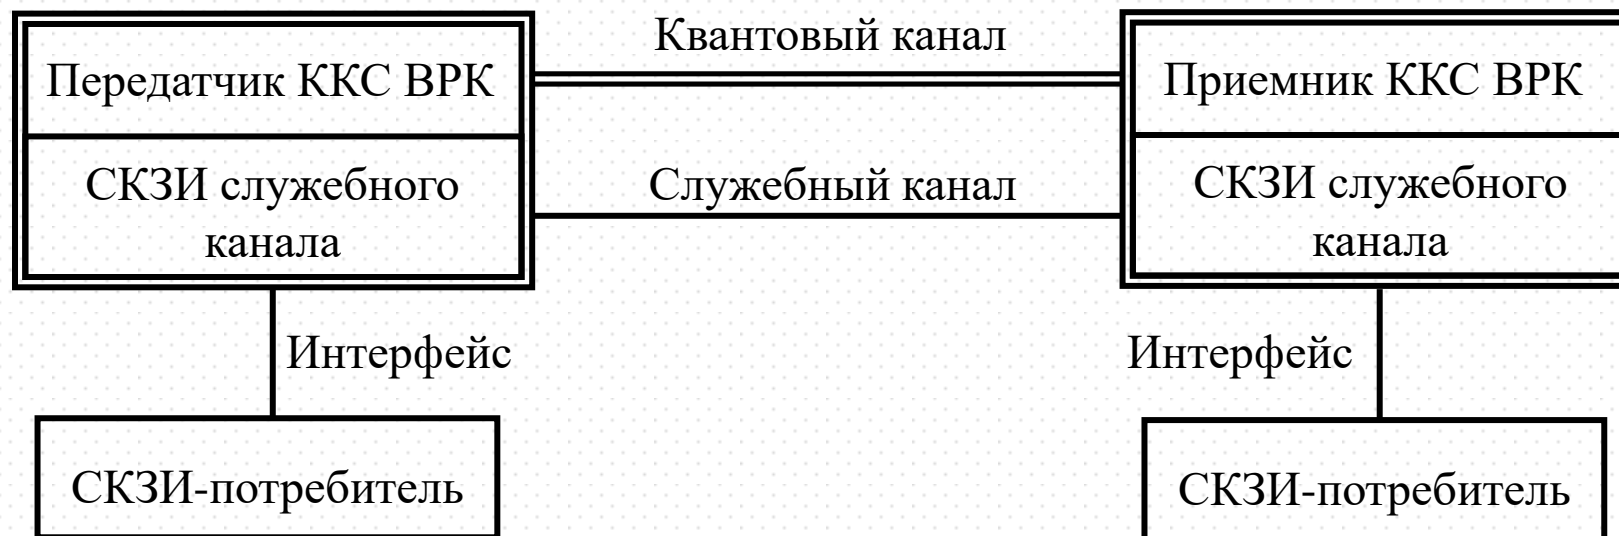 Квантовый канал
Передатчик ККС ВРК
Приемник ККС ВРК
СКЗИ служебного
канала
Служебный канал
СКЗИ служебного
канала
Интерфейс
Интерфейс
СКЗИ-потребитель
СКЗИ-потребитель